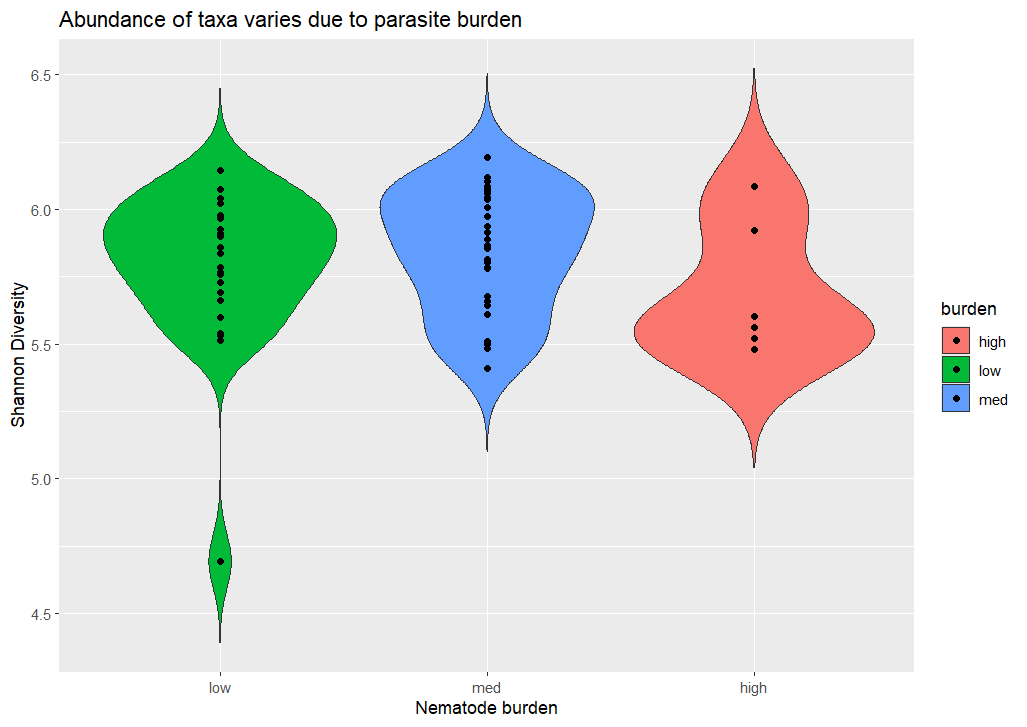 Abundance of taxa varies due to parasite burden
Shannon Diversity
6.5
6.0
5.5
5.0
4.5
low
med
high
Nematode burden
burden
high
low
med